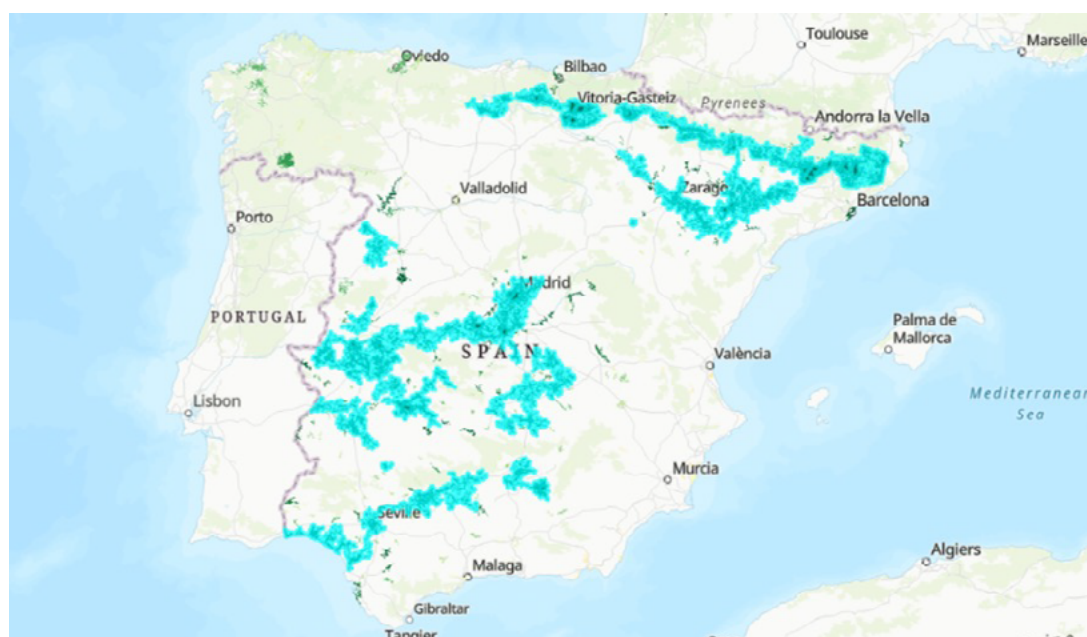 Toulouse
Marseille
Oviedo
Bilbao
Vitoria-Gasteiz
Pyrenees
Andorra la Vella
Valladolid
Zarago
Barcelona
Porto
Madrid
PORTUGAL
SPAIN
Palma de
Mallorca
València
Lisbon
Mediterranean
Sea
Murcia
Seville
Algiers
Malaga
Gibraltar
Tangier